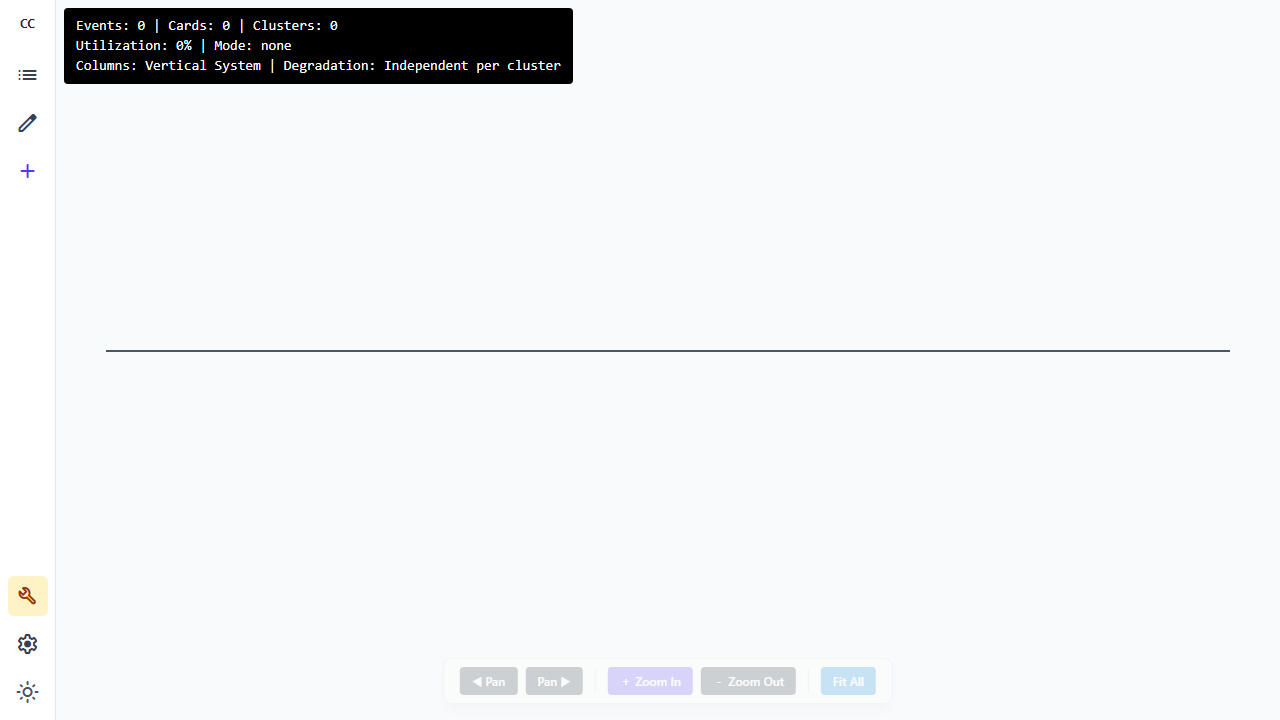 CC
Events: 0 | Cards: 0 | Clusters: 0
Utilization: 0% | Mode: none
Columns: Vertical System | Degradation: Independent per cluster
◀ Pan
Pan ▶
+ Zoom In
- Zoom Out
Fit All